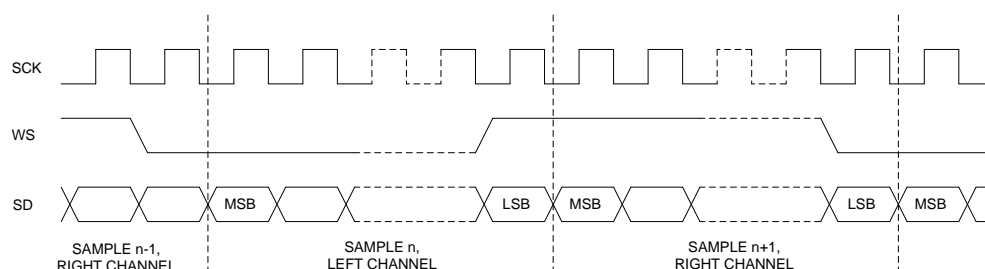 SCK
WS
SD
MSB
LSB
MSB
LSB
MSB
SAMPLE n-1,
RIGHT CHANNEL
SAMPLE n,
LEFT CHANNEL
SAMPLE n+1,
RIGHT CHANNEL